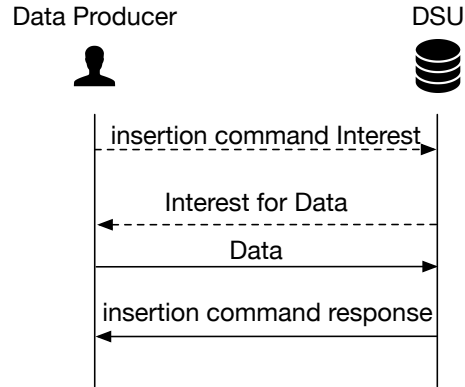 Data Producer
DSU
insertion command Interest
Interest for Data
Data
insertion command response